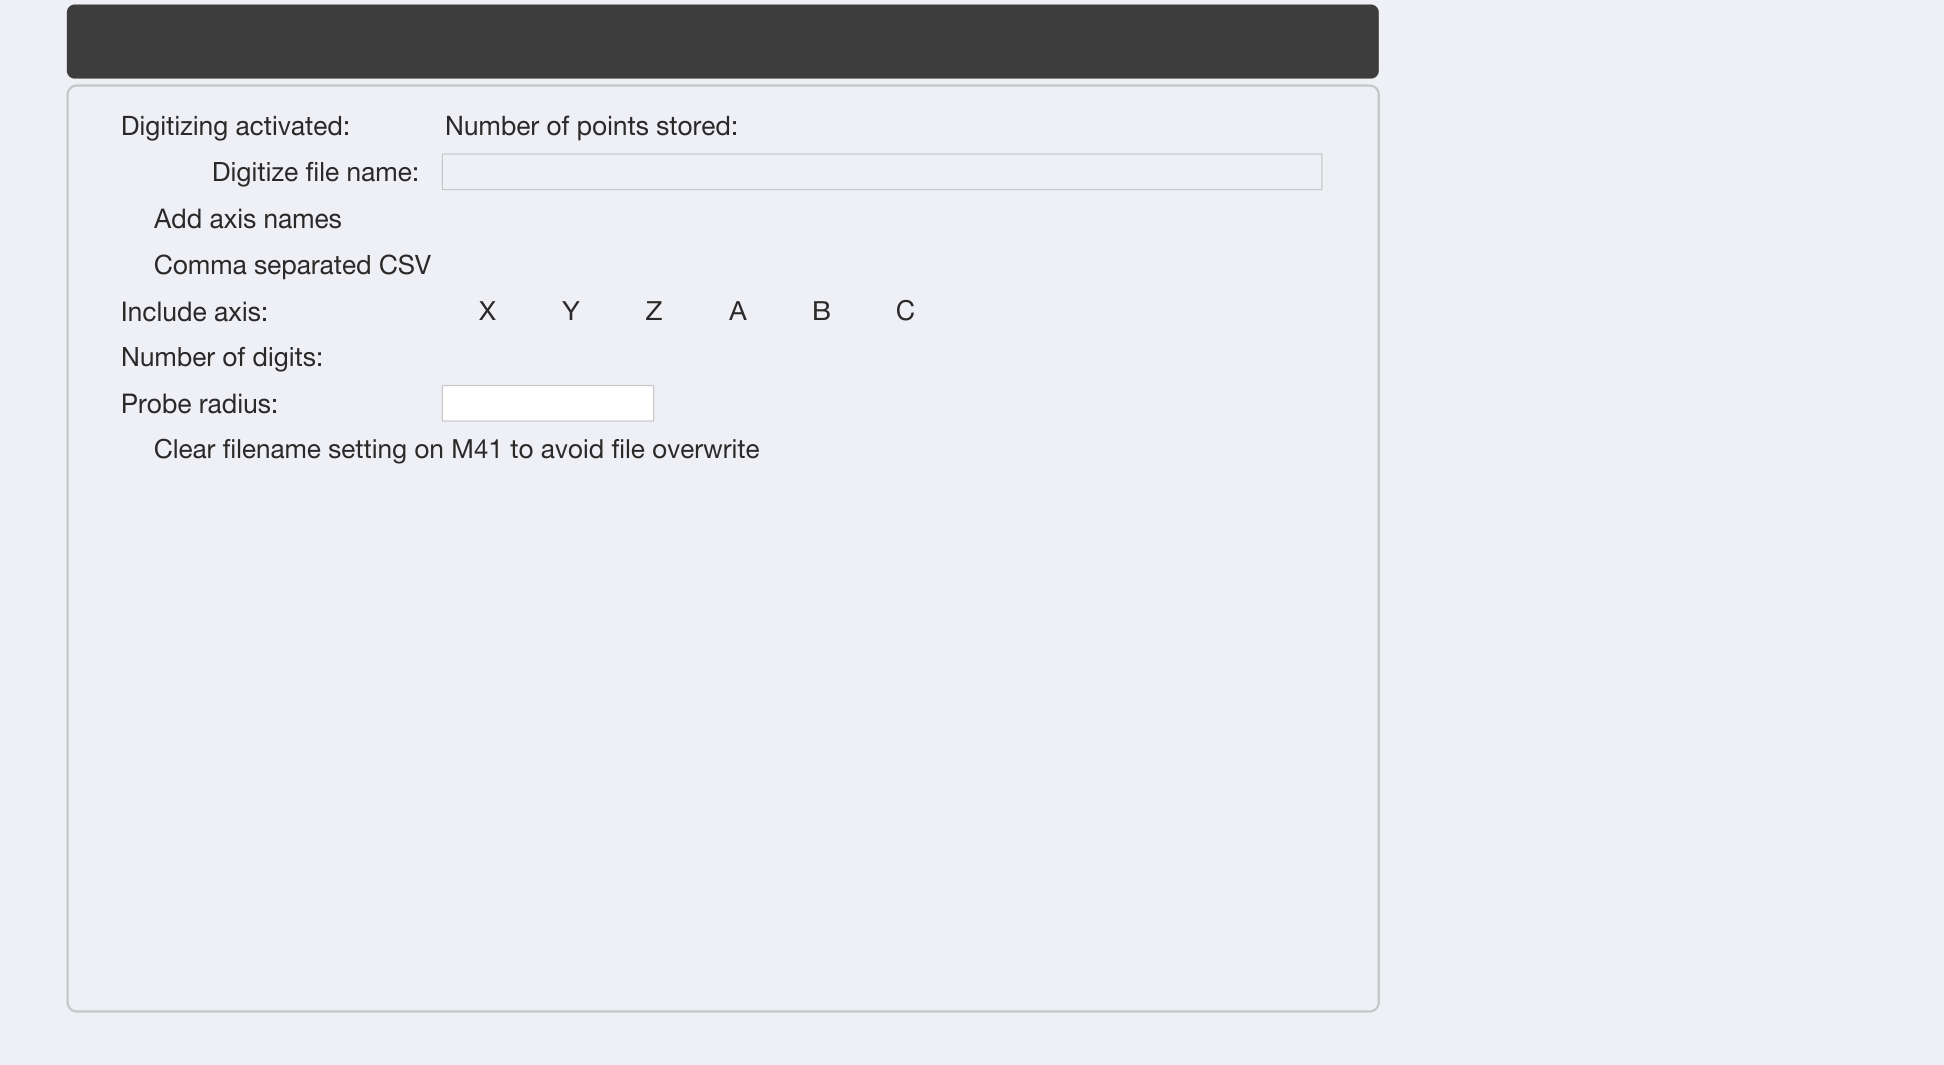 Digitizing activated: Number of points stored:
Digitize file name:
Add axis names
Comma separated CSV
Include axis: X Y Z A B C
Number of digits:
Probe radius:
Clear filename setting on M41 to avoid file overwrite